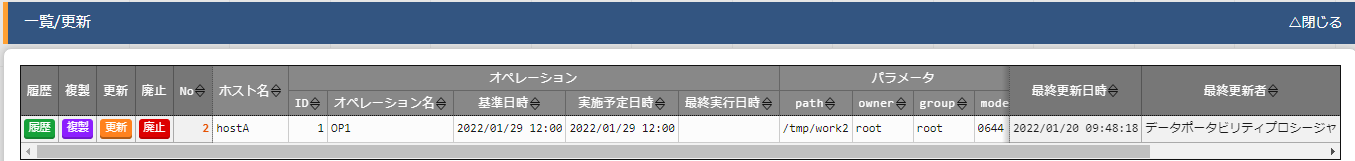 一覧/更新 △閉じる
オペレーション パラメータ
履歴 複製 更新 廃止 No ホスト名 最終更新日時 最終更新者
ID オペレーション名 基準日時 実施予定日時 最終実行日時 path owner group mode
履歴 複製 更新 廃止 2 hostA 1 OP1 2022/01/29 12:00 2022/01/29 12:00 /tmp/work2 root root 0644 2022/01/20 09:48:18 データポータビリティプロシージャ